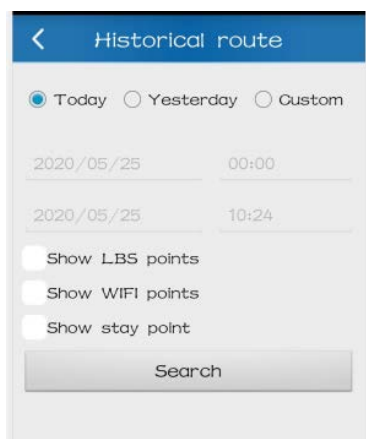 Historical route
Today Yesterday Custom
2020/05/25 00:00
2020/05/25 10:24
Show LBS points
Show WIFI points
Show stay point
Search